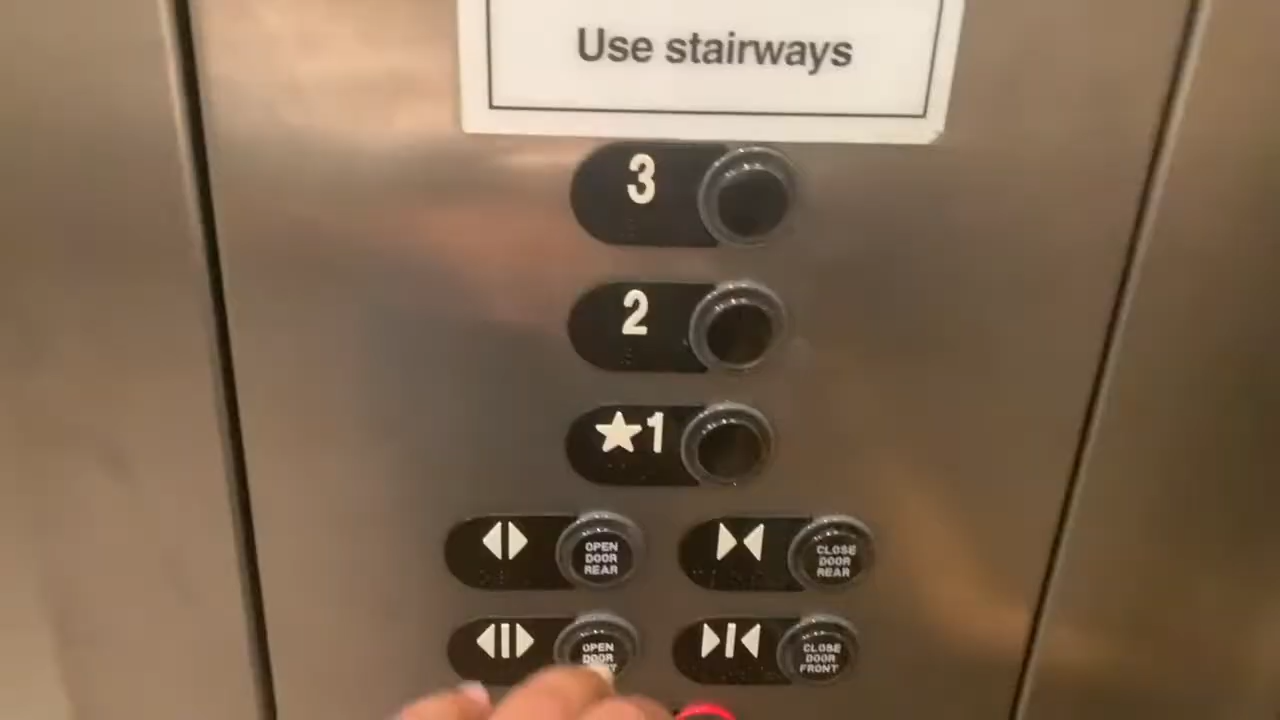 Use stairways
3
2
★1
OPEN
DOOR
REAR
CLOSE
DOOR
REAR
OPEN
DOOR
CLOSE
DOOR
FRONT